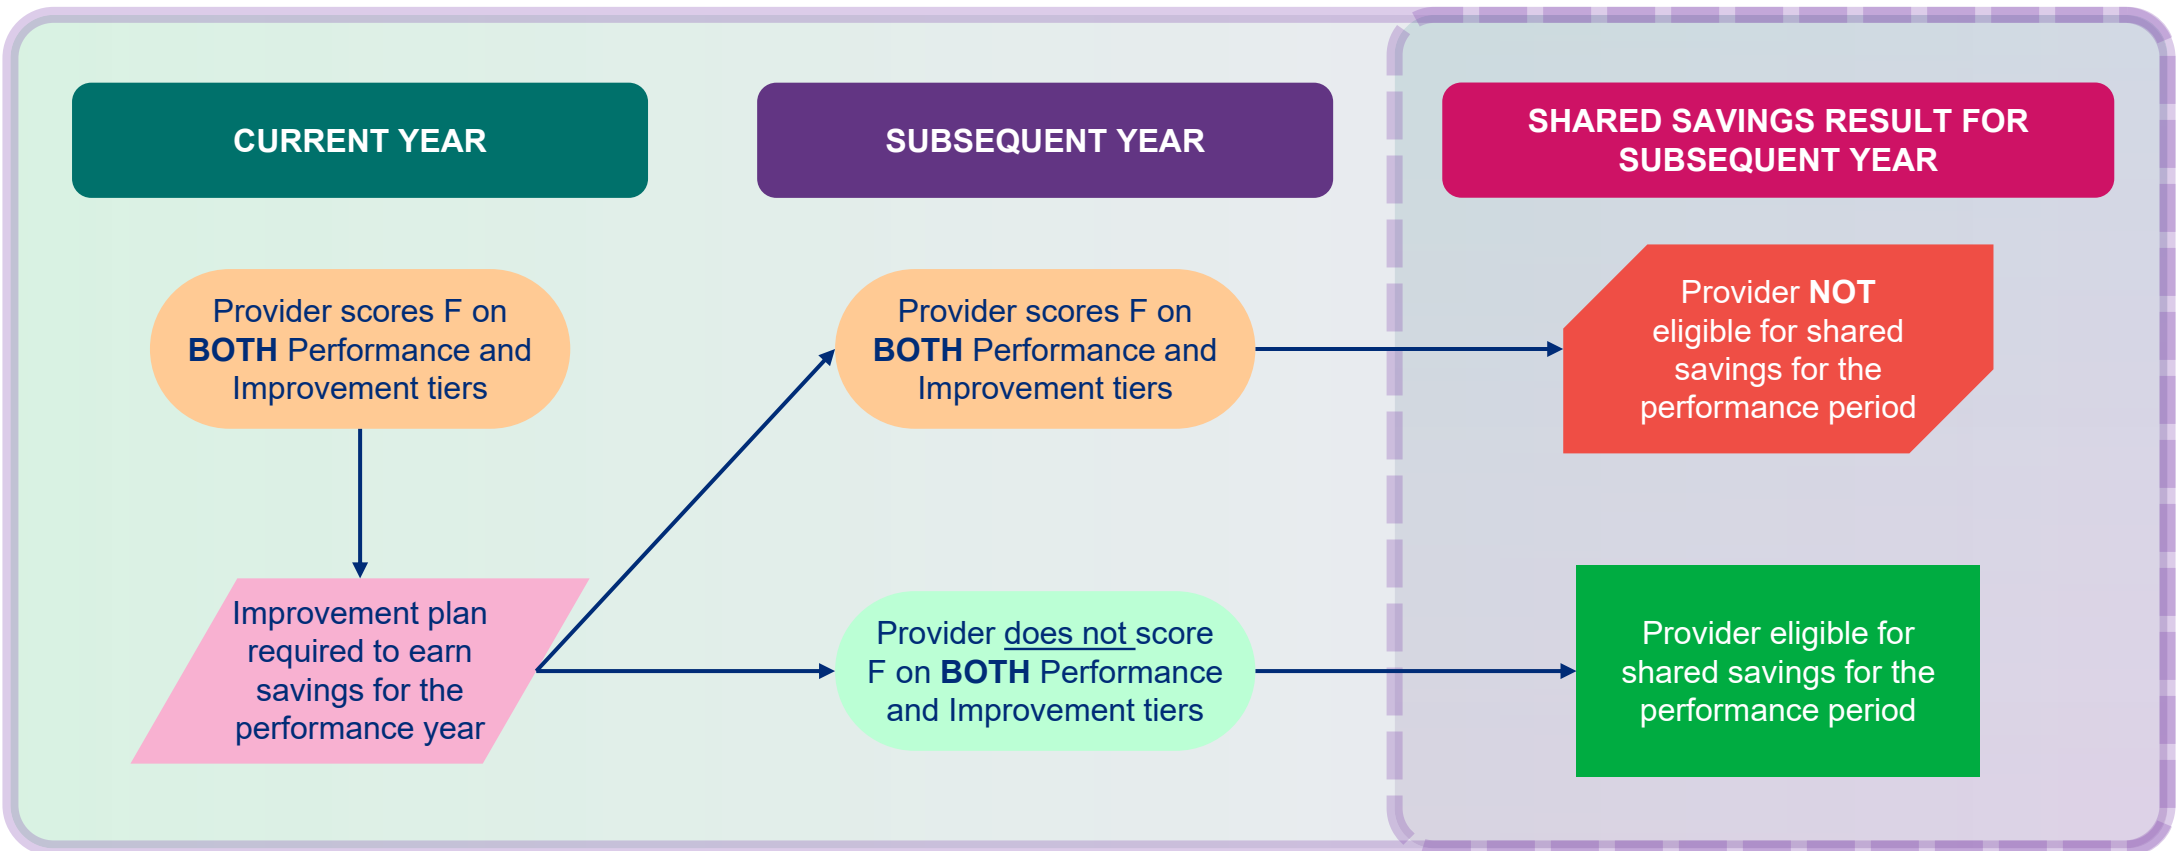 CURRENT YEAR
SUBSEQUENT YEAR
SHARED SAVINGS RESULT FOR
SUBSEQUENT YEAR
Provider scores F on
BOTH Performance and
Improvement tiers
Provider scores F on
BOTH Performance and
Improvement tiers
Provider NOT
eligible for shared
savings for the
performance period
Improvement plan
required to earn
savings for the
performance year
Provider does not score
F on BOTH Performance
and Improvement tiers
Provider eligible for
shared savings for the
performance period